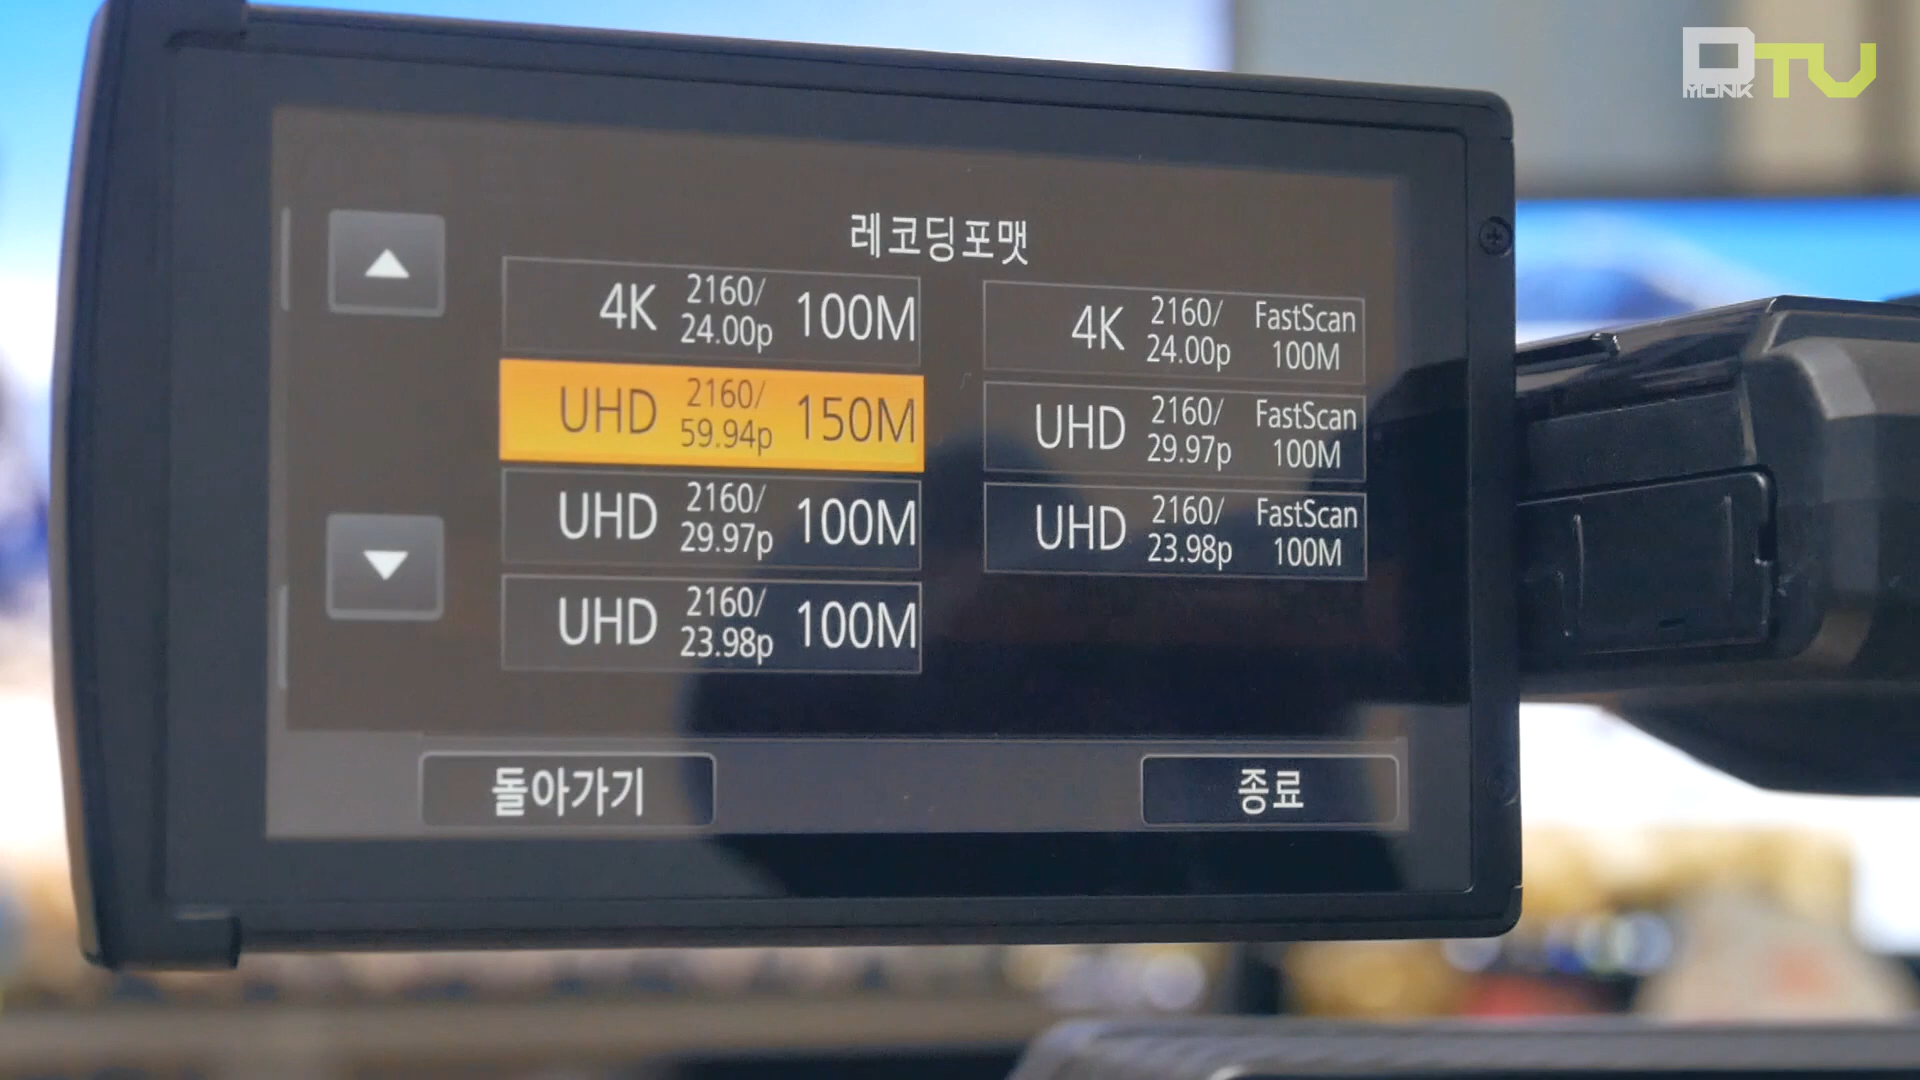 D TV
MONK
레코딩포맷
4K 2160/24.00p 100M
4K 2160/24.00p FastScan 100M
UHD 2160/59.94p 150M
UHD 2160/29.97p FastScan 100M
UHD 2160/29.97p 100M
UHD 2160/23.98p FastScan 100M
UHD 2160/23.98p 100M
돌아가기
종료